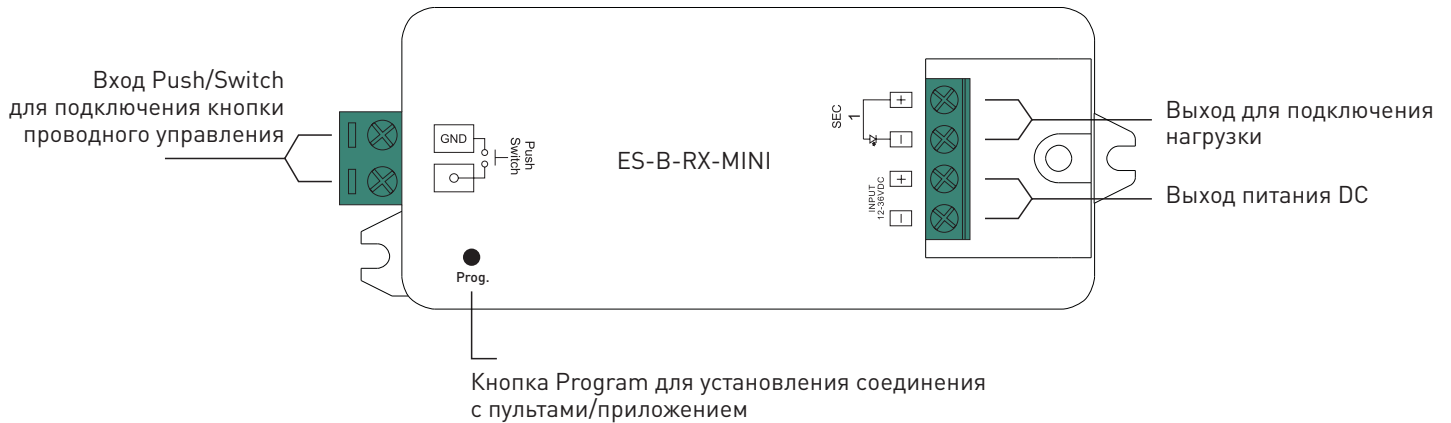 Вход Push/Switch
для подключения кнопки
проводного управления
GND
Push
Switch
Prog.
ES-B-RX-MINI
SEC
1
+
−
INPUT
12-36VDC
+
−
Выход для подключения
нагрузки
Выход питания DC
Кнопка Program для установления соединения
с пультами/приложением